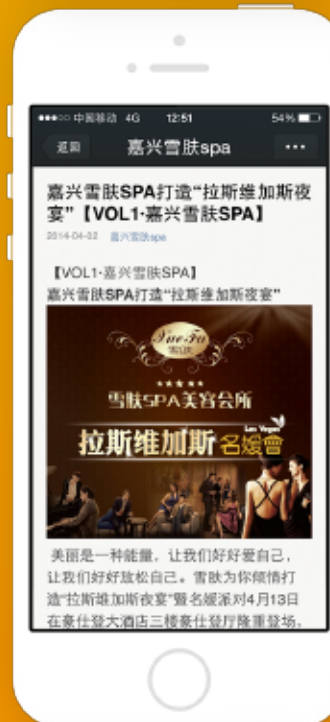 中国移动 4G 12:51 54%
返回 嘉兴雪肤spa
嘉兴雪肤SPA打造“拉斯维加斯夜
宴”【VOL1·嘉兴雪肤SPA】
2014-04-02 嘉兴雪肤spa
【VOL1-嘉兴雪肤SPA】
嘉兴雪肤SPA打造“拉斯维加斯夜宴”
Xue Fu
雪肤
雪肤SPA美容会所
Las Vegas
拉斯维加斯名媛會
美丽是一种能量，让我们好好爱自己，
让我们好好放松自己。雪肤为你倾情打
造“拉斯维加斯夜宴”暨名媛派对4月13日
在豪仕登大酒店三楼豪仕登厅隆重登场，